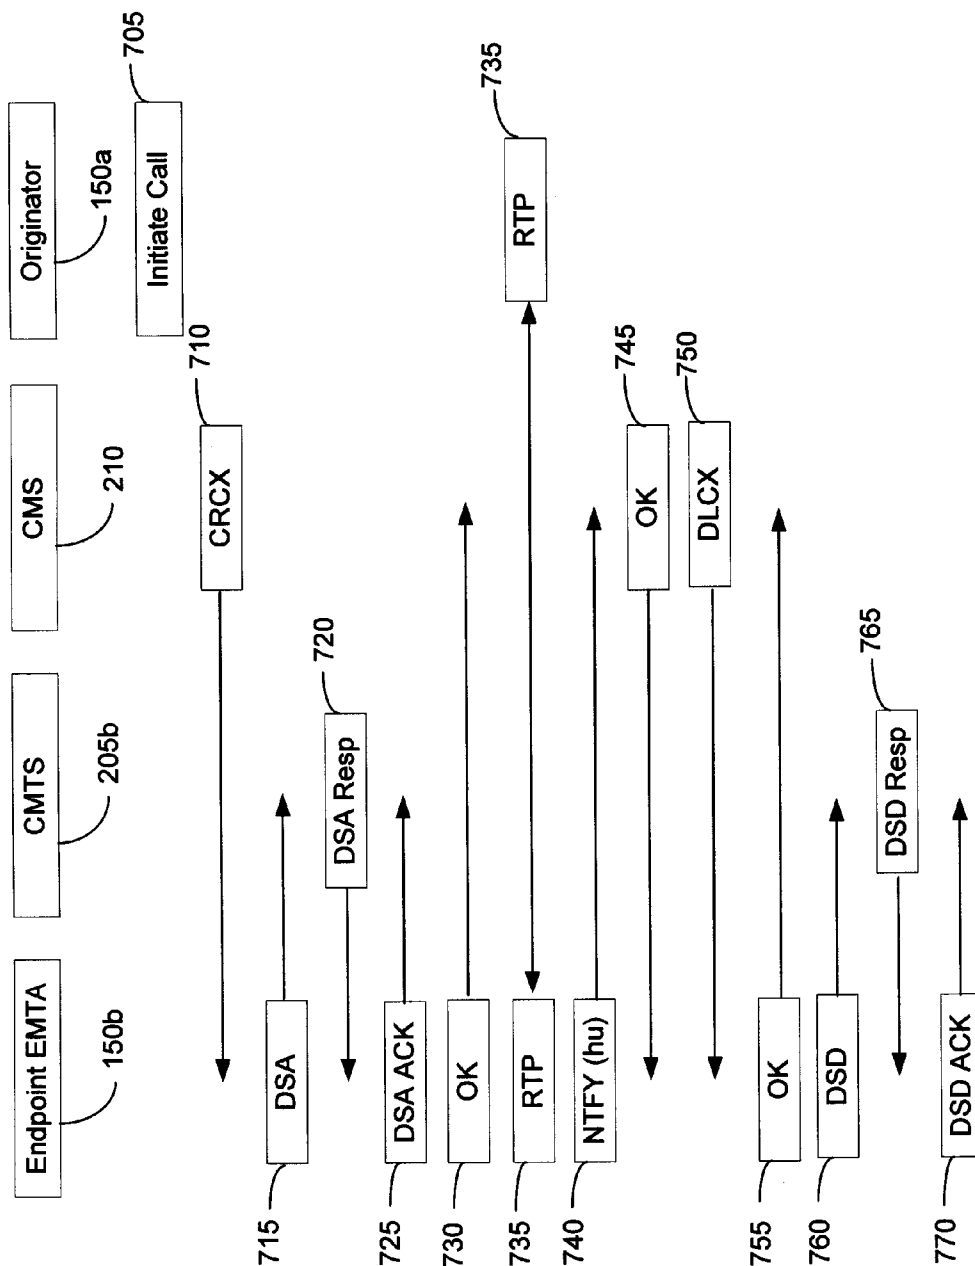 Endpoint EMTA
150b
CMTS
205b
CMS
210
Originator
150a
Initiate Call
705
CRCX
710
DSA
715
DSA Resp
720
DSA ACK
725
OK
730
RTP
735
RTP
735
NTFY (hu)
740
OK
745
DLCX
750
OK
755
DSD
760
DSD Resp
765
DSD ACK
770